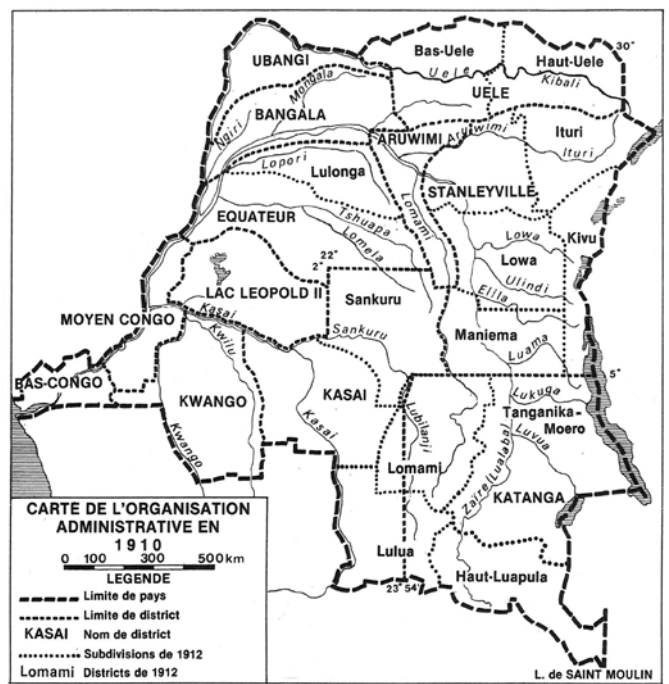 UBANGI
Bas-Uele
Haut-Uele
30°
Uele
Kibali
UELE
Mongala
BANGALA
Ngiri
ARUWIMI
Aruwimi
Ituri
Ituri
Lopori
Lulonga
STANLEYVILLE
Lomami
EQUATEUR
Tshuapa
Lomela
Lowa
Kivu
Lowa
22°
2°
Ulindi
LAC LEOPOLD II
Sankuru
Elila
Kasai
MOYEN CONGO
Sankuru
Maniema
Kwilu
Luama
BAS-CONGO
5°
KWANGO
KASAI
Lukuga
Tanganika-
Moero
Kasai
Lubilanji
Luvua
Kwango
Lomami
Zaïre/Lualaba
KATANGA
Lulua
Haut-Luapula
23°54'
CARTE DE L'ORGANISATION
ADMINISTRATIVE EN
1910
0 100 300 500 km
LEGENDE
Limite de pays
Limite de district
KASAI Nom de district
Subdivisions de 1912
Lomami Districts de 1912
L. de SAINT MOULIN